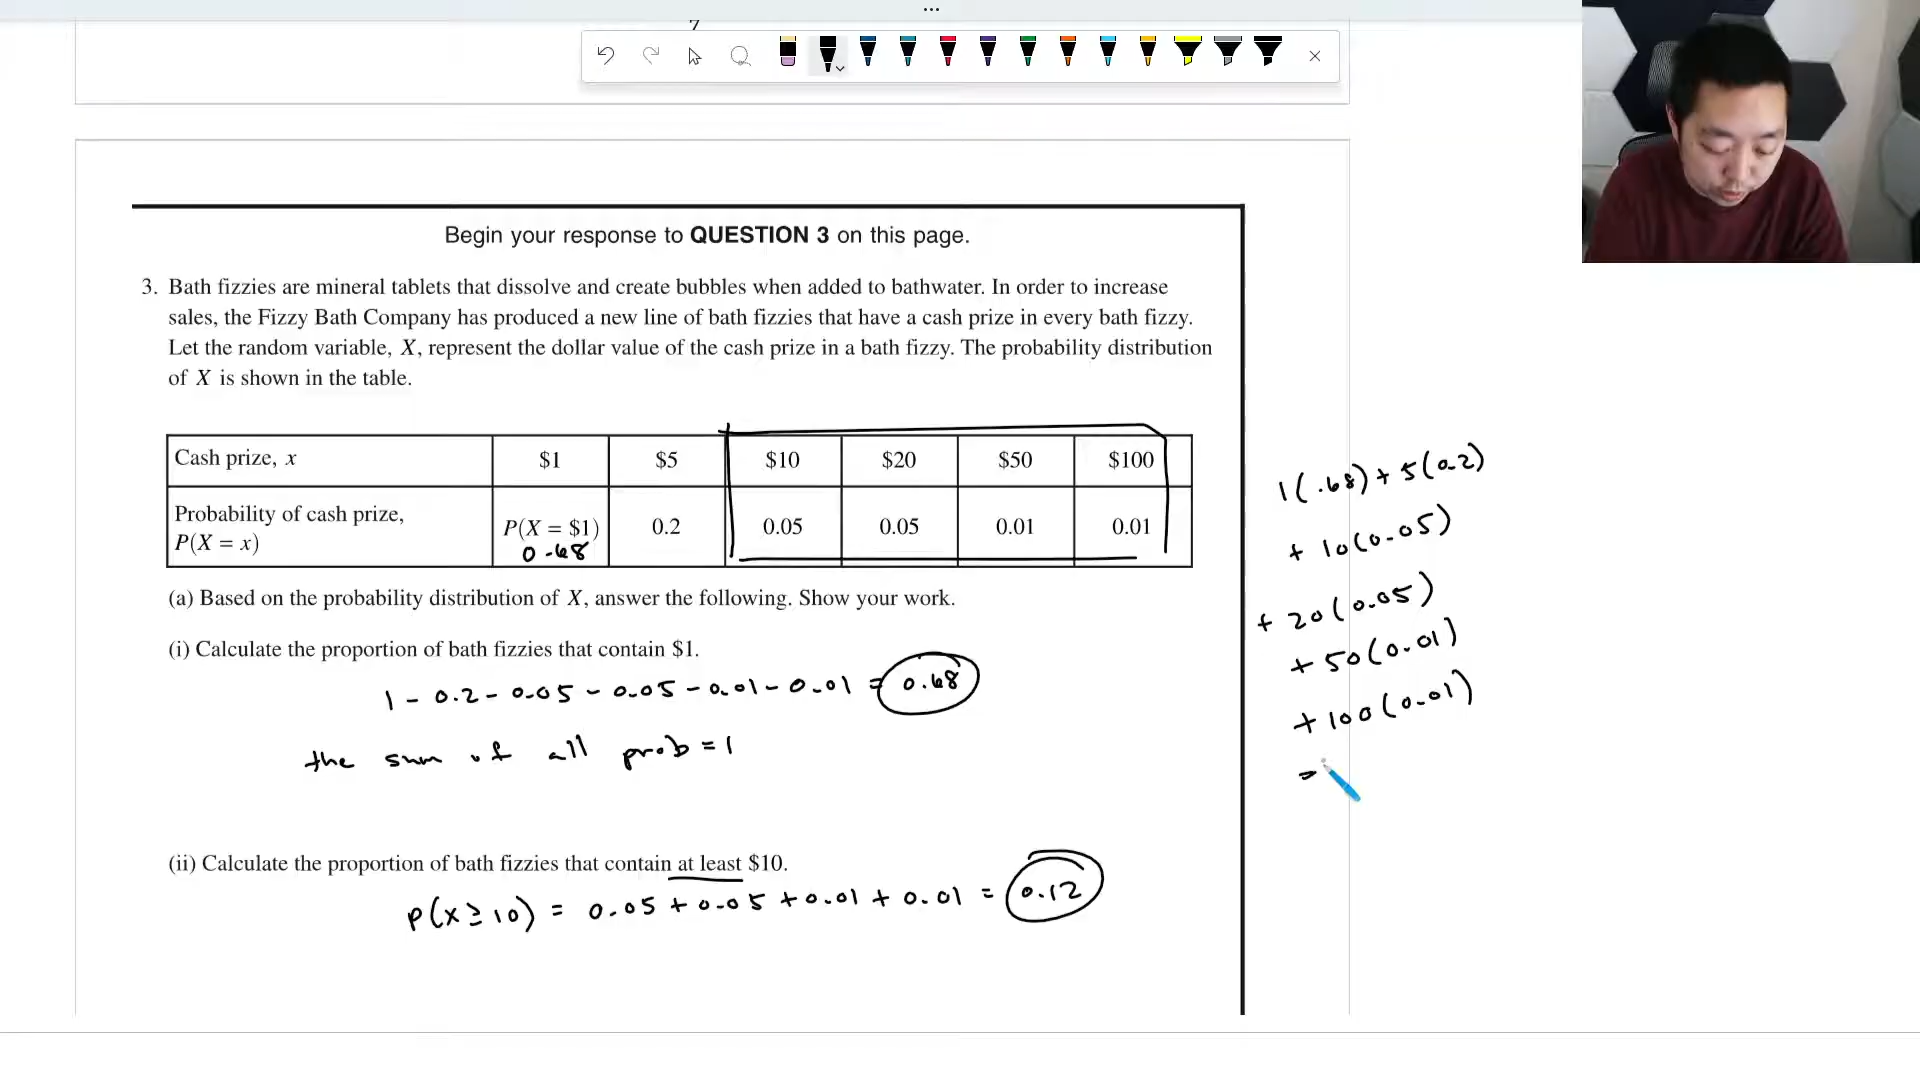 ...
7
Begin your response to QUESTION 3 on this page.
3. Bath fizzies are mineral tablets that dissolve and create bubbles when added to bathwater. In order to increase
sales, the Fizzy Bath Company has produced a new line of bath fizzies that have a cash prize in every bath fizzy.
Let the random variable, X, represent the dollar value of the cash prize in a bath fizzy. The probability distribution
of X is shown in the table.
Cash prize, x $1 $5 $10 $20 $50 $100
Probability of cash prize,
P(X = x) P(X = $1) 0.2 0.05 0.05 0.01 0.01
0.68
(a) Based on the probability distribution of X, answer the following. Show your work.
(i) Calculate the proportion of bath fizzies that contain $1.
1 - 0.2 - 0.05 - 0.05 - 0.01 - 0.01 = 0.68
the sum of all prob = 1
(ii) Calculate the proportion of bath fizzies that contain at least $10.
P(X ≥ 10) = 0.05 + 0.05 + 0.01 + 0.01 = 0.12
1(.68) + 5(0.2)
+ 10(0.05)
+ 20(0.05)
+ 50(0.01)
+ 100(0.01)
=